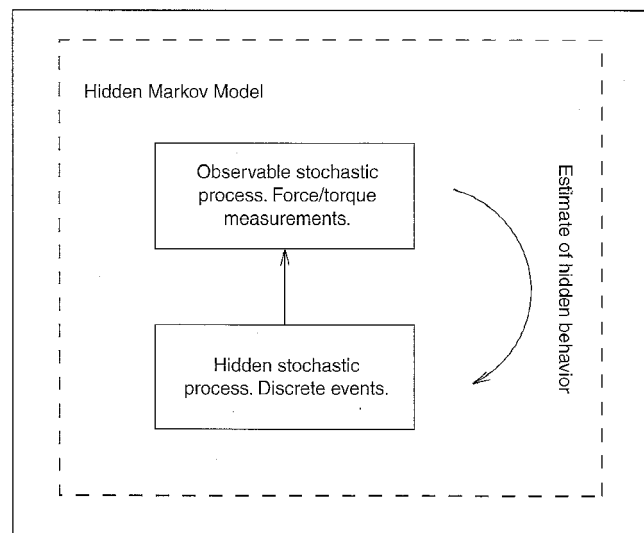 Hidden Markov Model
Observable stochastic
process. Force/torque
measurements.
Estimate of hidden behavior
Hidden stochastic
process. Discrete events.